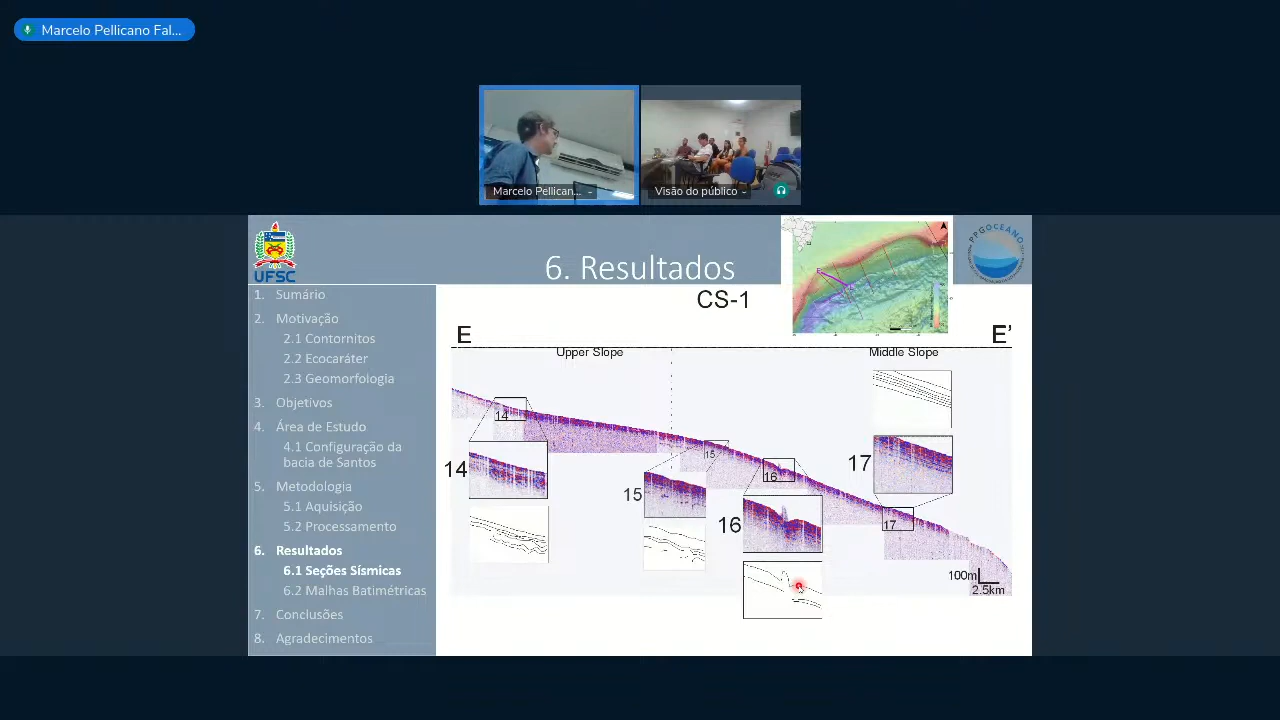 Marcelo Pellicano Fal...
Marcelo Pellican...
Visão do público
UFSC
6. Resultados
PPGOCEANO
CS-1
1. Sumário
2. Motivação
2.1 Contornitos
2.2 Ecocaráter
2.3 Geomorfologia
3. Objetivos
4. Área de Estudo
4.1 Configuração da
bacia de Santos
5. Metodologia
5.1 Aquisição
5.2 Processamento
6. Resultados
6.1 Seções Sísmicas
6.2 Malhas Batimétricas
7. Conclusões
8. Agradecimentos
E
E’
Upper Slope
Middle Slope
14
14
15
15
16
16
17
17
100m
2.5km